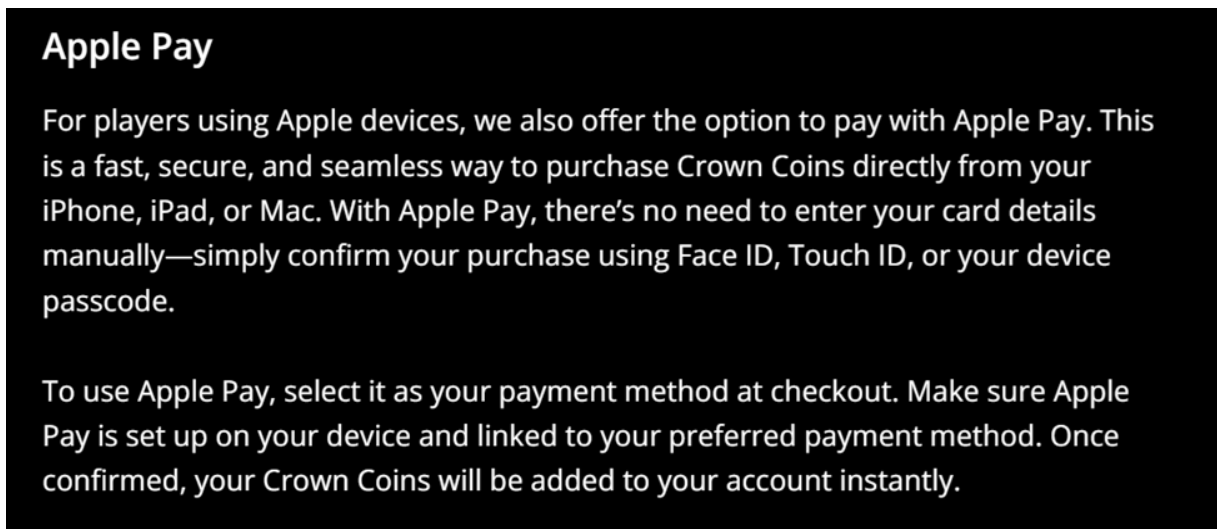 Apple Pay
For players using Apple devices, we also offer the option to pay with Apple Pay. This
is a fast, secure, and seamless way to purchase Crown Coins directly from your
iPhone, iPad, or Mac. With Apple Pay, there’s no need to enter your card details
manually—simply confirm your purchase using Face ID, Touch ID, or your device
passcode.
To use Apple Pay, select it as your payment method at checkout. Make sure Apple
Pay is set up on your device and linked to your preferred payment method. Once
confirmed, your Crown Coins will be added to your account instantly.